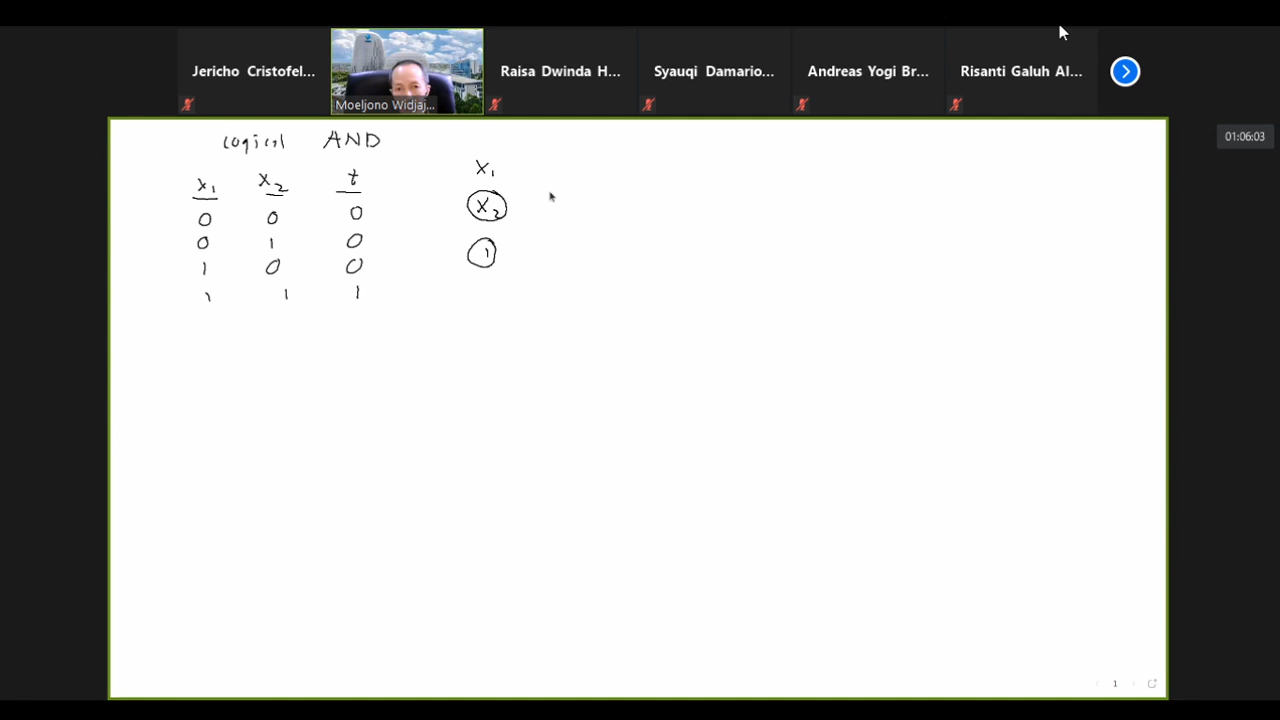 Jericho Cristofel...
Moeljono Widjaj...
Raisa Dwinda H...
Syauqi Damario...
Andreas Yogi Br...
Risanti Galuh Al...
01:06:03
Logical AND
x1 x2 t
0 0 0
0 1 0
1 0 0
1 1 1
x1
x2
1
1